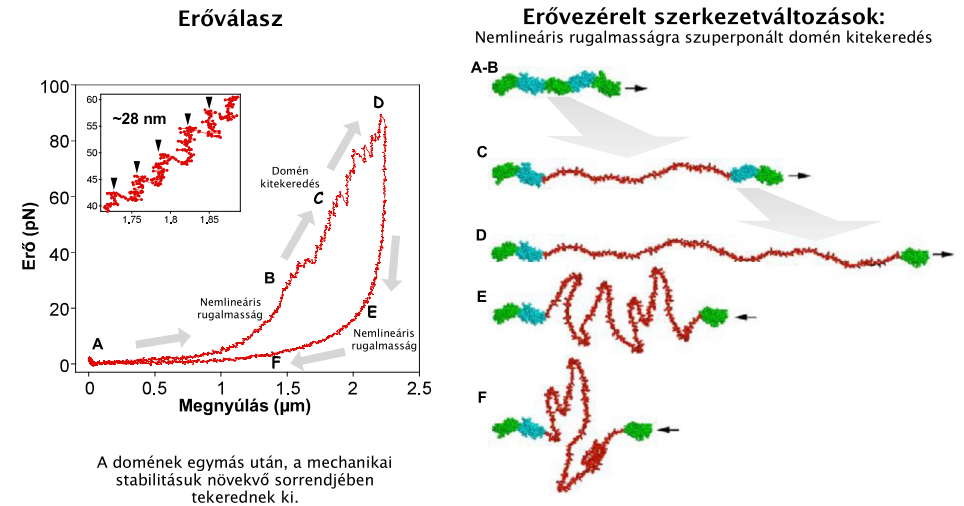 Erőválasz
Erővezérelt szerkezetváltozások:
Nemlineáris rugalmasságra szuperponált domén kitekeredés
Erő (pN)
100
80
60
40
20
0
0
0.5
1
1.5
2
2.5
Megnyúlás (µm)
60
55
50
45
40
1.75
1.8
1.85
~28 nm
A
B
C
D
E
F
Domén
kitekeredés
Nemlineáris
rugalmasság
Nemlineáris
rugalmasság
A domének egymás után, a mechanikai
stabilitásuk növekvő sorrendjében
tekerednek ki.
A-B
C
D
E
F